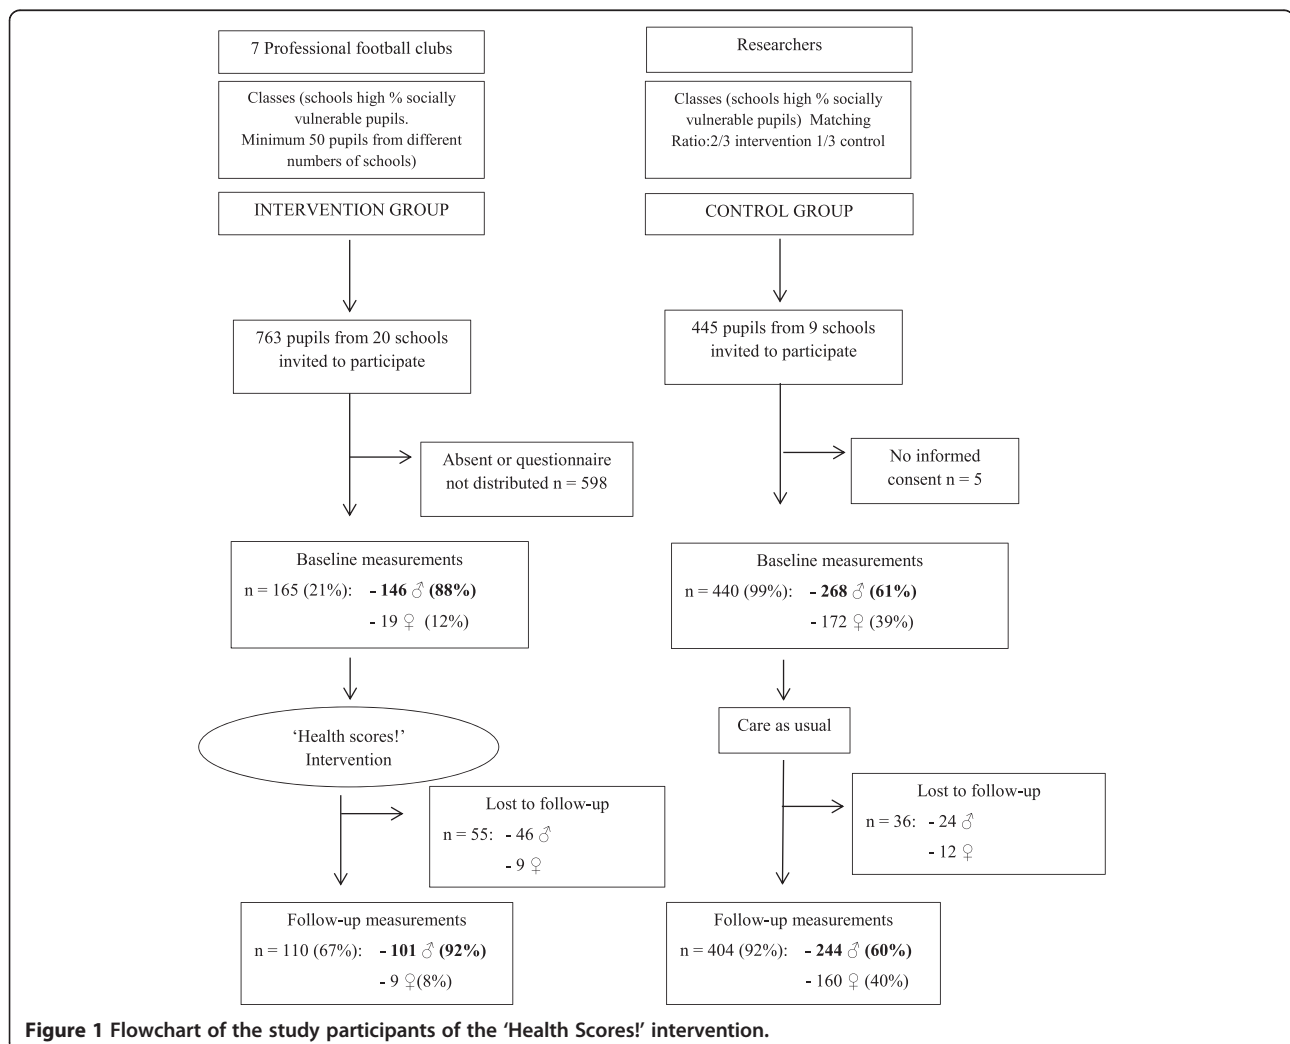 7 Professional football clubs
Classes (schools high % socially
vulnerable pupils.
Minimum 50 pupils from different
numbers of schools)
INTERVENTION GROUP
763 pupils from 20 schools
invited to participate
Absent or questionnaire
not distributed n = 598
Baseline measurements
n = 165 (21%): - 146 ♂ (88%)
- 19 ♀ (12%)
‘Health scores!’
Intervention
Lost to follow-up
n = 55: - 46 ♂
- 9 ♀
Follow-up measurements
n = 110 (67%): - 101 ♂ (92%)
- 9 ♀(8%)
Researchers
Classes (schools high % socially
vulnerable pupils) Matching
Ratio:2/3 intervention 1/3 control
CONTROL GROUP
445 pupils from 9 schools
invited to participate
No informed
consent n = 5
Baseline measurements
n = 440 (99%): - 268 ♂ (61%)
- 172 ♀ (39%)
Care as usual
Lost to follow-up
n = 36: - 24 ♂
- 12 ♀
Follow-up measurements
n = 404 (92%): - 244 ♂ (60%)
- 160 ♀ (40%)
Figure 1 Flowchart of the study participants of the ‘Health Scores!’ intervention.